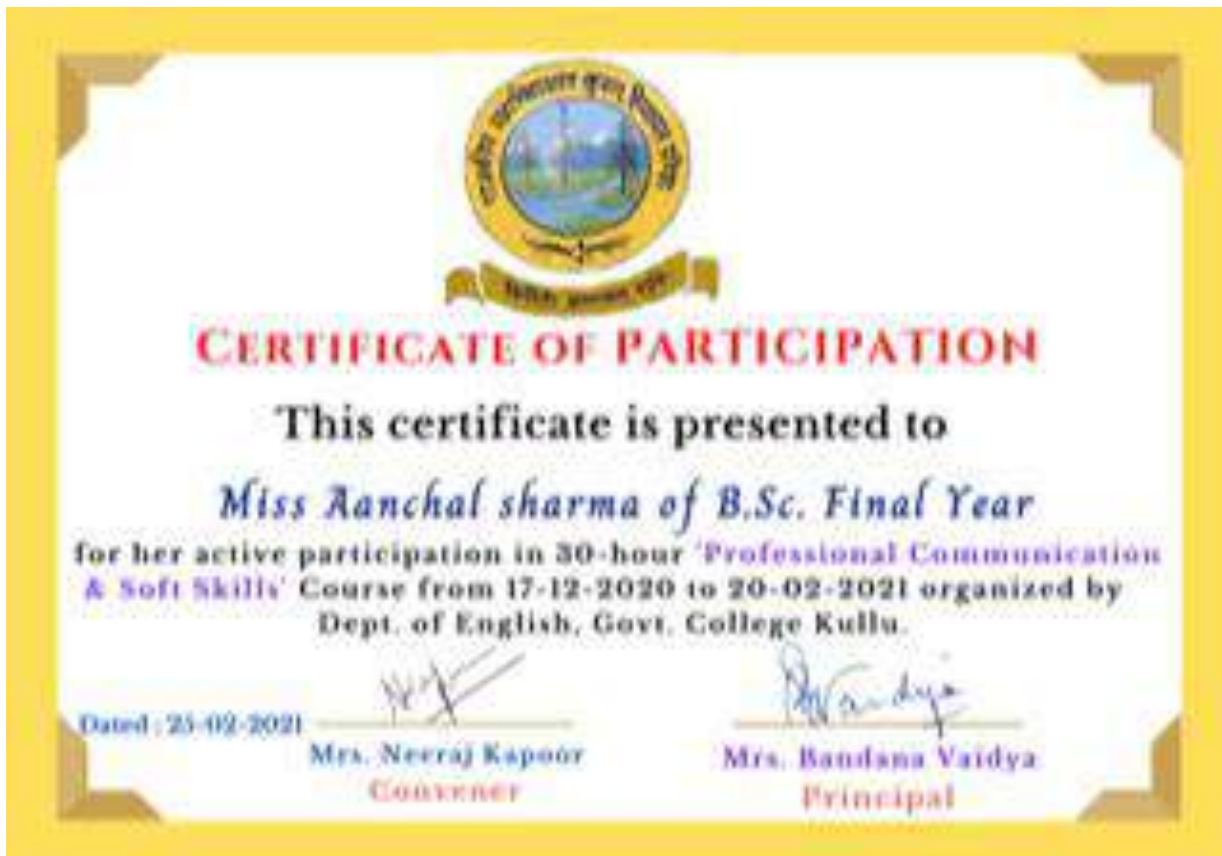 CERTIFICATE OF PARTICIPATION
This certificate is presented to
Miss Aanchal sharma of B.Sc. Final Year
for her active participation in 30-hour 'Professional Communication
& Soft Skills' Course from 17-12-2020 to 20-02-2021 organized by
Dept. of English, Govt. College Kullu.
Dated : 25-02-2021
Mrs. Neeraj Kapoor
Convener
Mrs. Bandana Vaidya
Principal